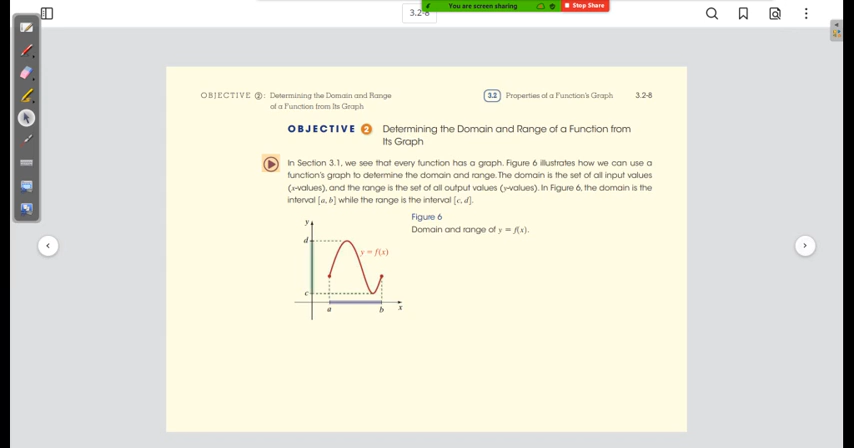 You are screen sharing
Stop Share
3.2-8
OBJECTIVE ②: Determining the Domain and Range
of a Function from Its Graph
3.2 Properties of a Function's Graph 3.2-8
OBJECTIVE 2 Determining the Domain and Range of a Function from
Its Graph
In Section 3.1, we see that every function has a graph. Figure 6 illustrates how we can use a
function's graph to determine the domain and range. The domain is the set of all input values
(x-values), and the range is the set of all output values (y-values). In Figure 6, the domain is the
interval [a, b] while the range is the interval [c, d].
Figure 6
Domain and range of y = f(x).
y
d
y = f(x)
c
a
b
x